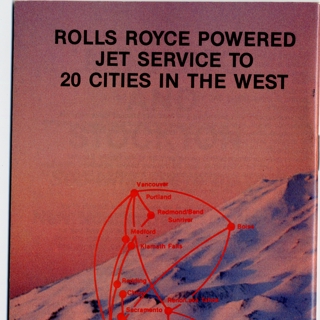 ROLLS ROYCE POWERED
JET SERVICE TO
20 CITIES IN THE WEST
Vancouver
Portland
Redmond/Bend
Sunriver
Boise
Medford
Klamath Falls
Redding
Sacramento